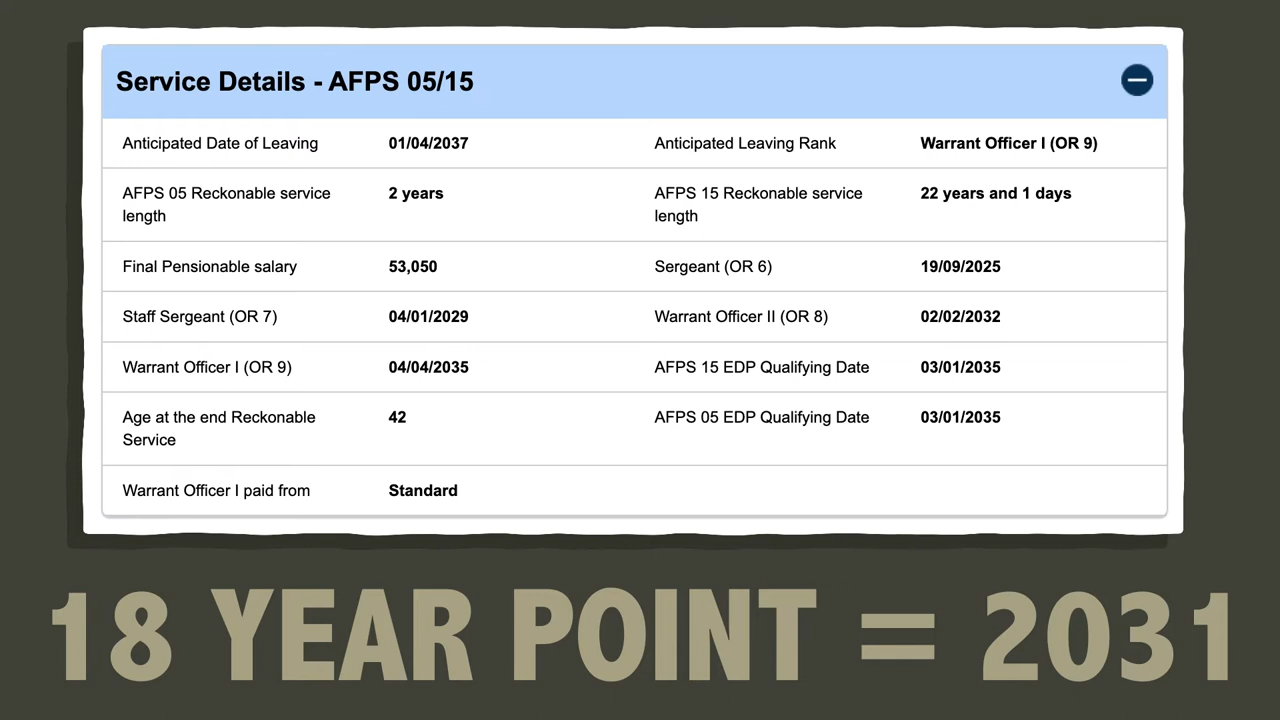 Service Details - AFPS 05/15
Anticipated Date of Leaving 01/04/2037 Anticipated Leaving Rank Warrant Officer I (OR 9)
AFPS 05 Reckonable service length 2 years AFPS 15 Reckonable service length 22 years and 1 days
Final Pensionable salary 53,050 Sergeant (OR 6) 19/09/2025
Staff Sergeant (OR 7) 04/01/2029 Warrant Officer II (OR 8) 02/02/2032
Warrant Officer I (OR 9) 04/04/2035 AFPS 15 EDP Qualifying Date 03/01/2035
Age at the end Reckonable Service 42 AFPS 05 EDP Qualifying Date 03/01/2035
Warrant Officer I paid from Standard
18 YEAR POINT = 2031